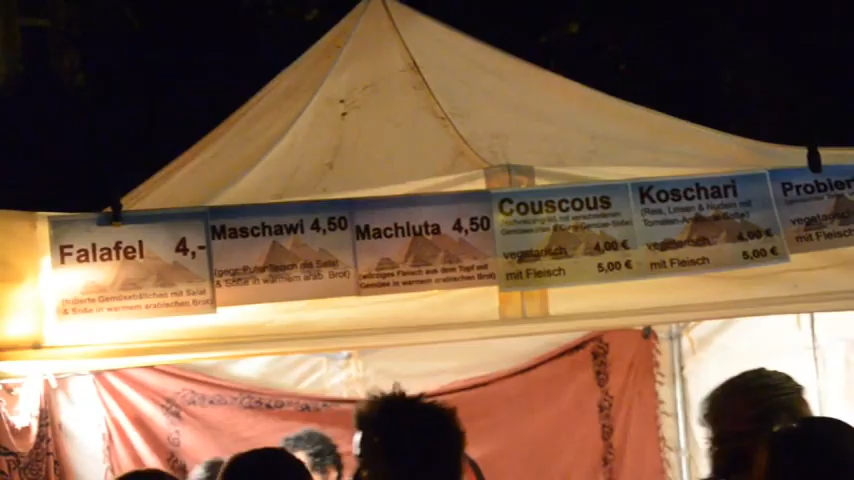 Falafel 4,-
(fritierte Gemüsebällchen mit Salat
& Soße in warmem arabischen Brot)
Maschawi 4,50
(gegr. Putenfleisch mit Salat
& Soße in warmem arab. Brot)
Machluta 4,50
(würziges Fleisch aus dem Topf mit
Gemüse in warmem arabischen Brot)
Couscous
mit verschiedenen
vegetarisch 4,00 €
mit Fleisch 5,00 €
Koschari
(Reis, Linsen & Nudeln mit
vegetarisch 4,00 €
mit Fleisch 5,00 €
Probier
vegetarisch
mit Fleisch